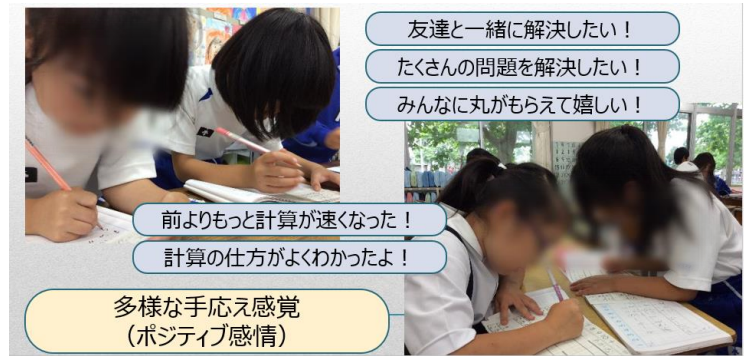 友達と一緒に解決したい！
たくさんの問題を解決したい！
みんなに丸がもらえて嬉しい！
前よりもっと計算が速くなった！
計算の仕方がよくわかったよ！
多様な手応え感覚
（ポジティブ感情）